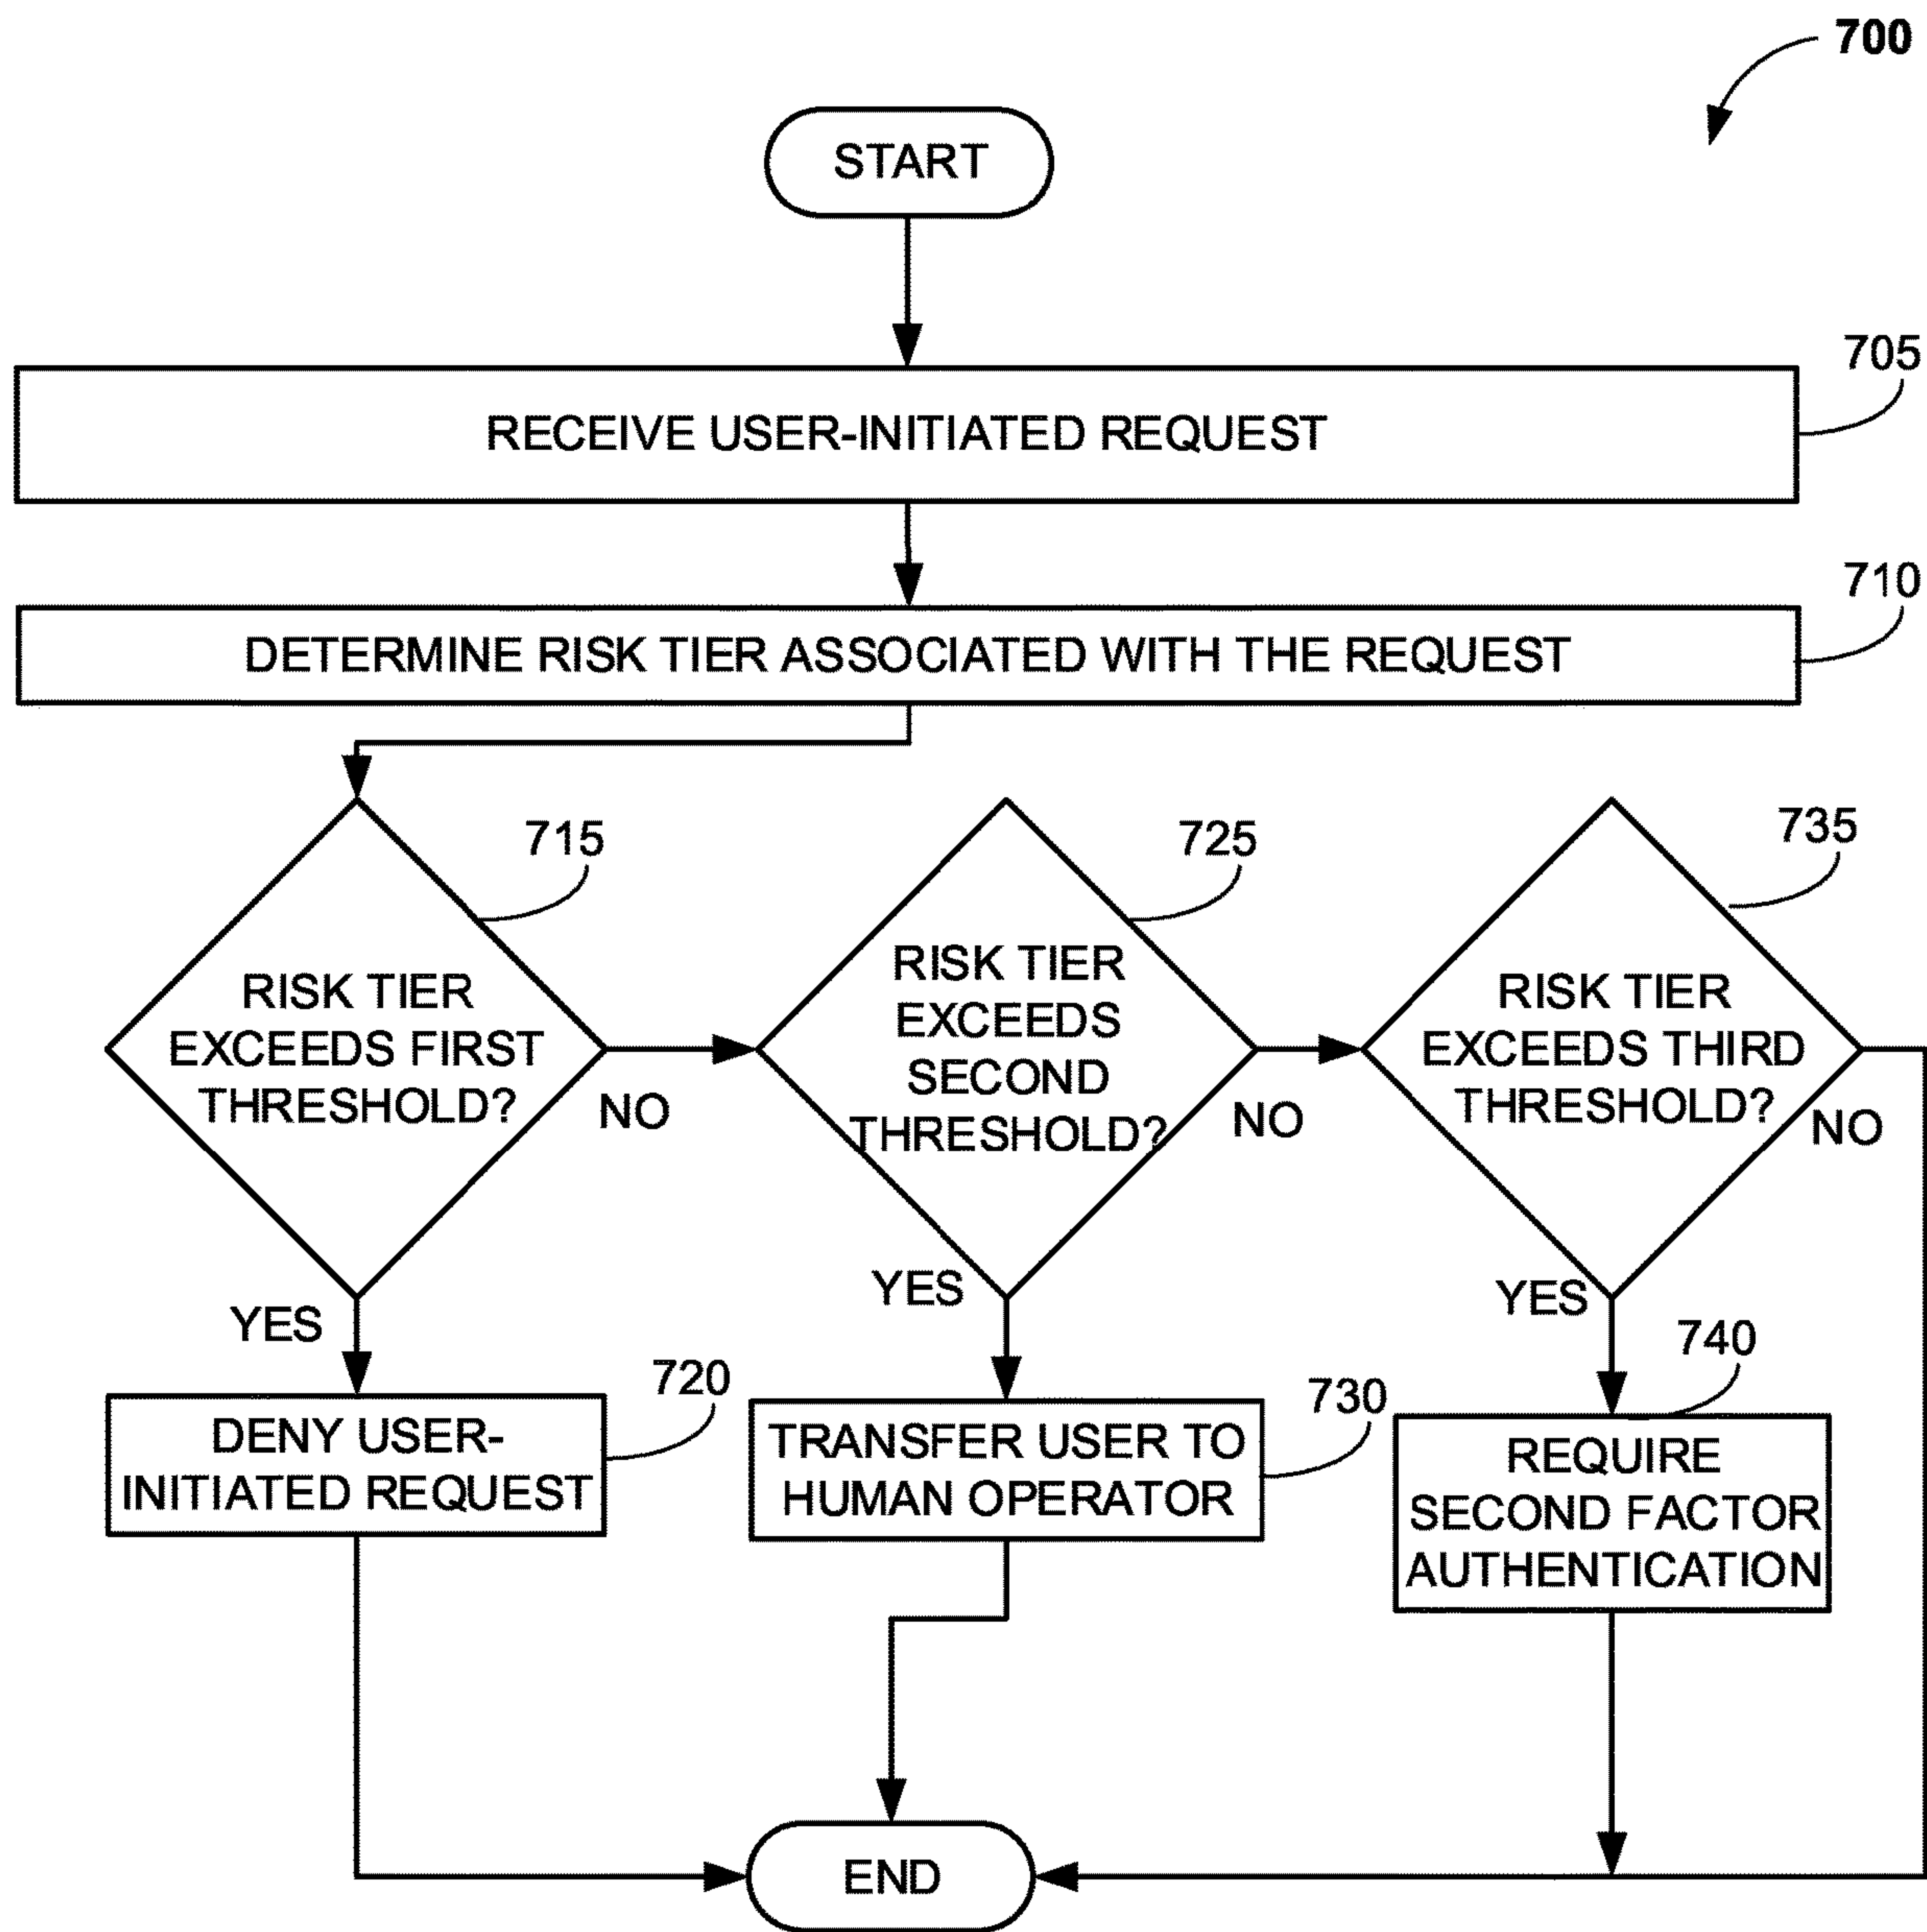 700
START
705
RECEIVE USER-INITIATED REQUEST
710
DETERMINE RISK TIER ASSOCIATED WITH THE REQUEST
715
RISK TIER
EXCEEDS FIRST
THRESHOLD?
NO
YES
725
RISK TIER
EXCEEDS
SECOND
THRESHOLD?
NO
YES
735
RISK TIER
EXCEEDS THIRD
THRESHOLD?
NO
YES
720
DENY USER-
INITIATED REQUEST
730
TRANSFER USER TO
HUMAN OPERATOR
740
REQUIRE
SECOND FACTOR
AUTHENTICATION
END